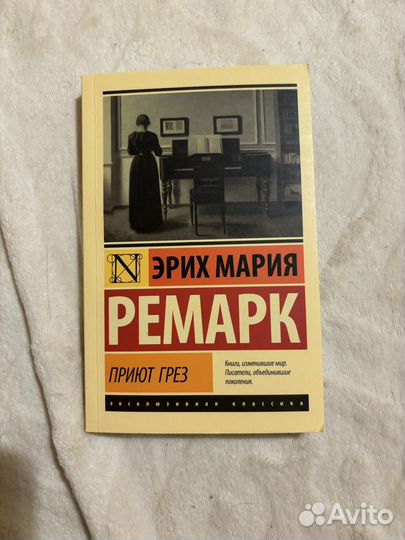 N
ЭРИХ МАРИЯ
РЕМАРК
ПРИЮТ ГРЕЗ
Книги, изменившие мир.
Писатели, объединившие
поколения.
эксклюзивная классика
Avito